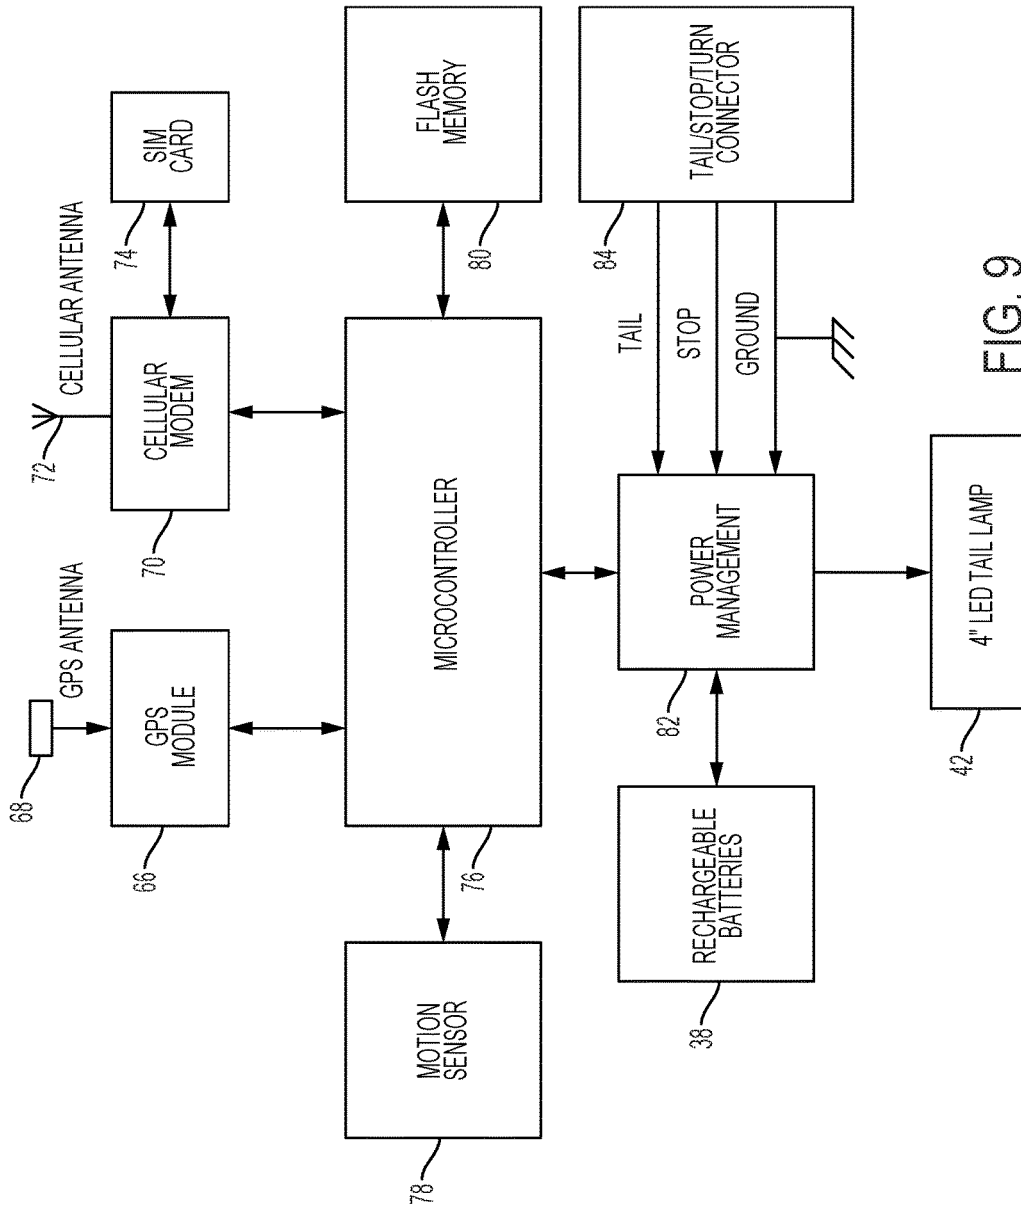 68
GPS ANTENNA
72
CELLULAR ANTENNA
66
GPS
MODULE
70
CELLULAR
MODEM
74
SIM
CARD
78
MOTION
SENSOR
76
MICROCONTROLLER
80
FLASH
MEMORY
38
RECHARGEABLE
BATTERIES
82
POWER
MANAGEMENT
TAIL
STOP
GROUND
84
TAIL/STOP/TURN
CONNECTOR
42
4" LED TAIL LAMP
FIG. 9